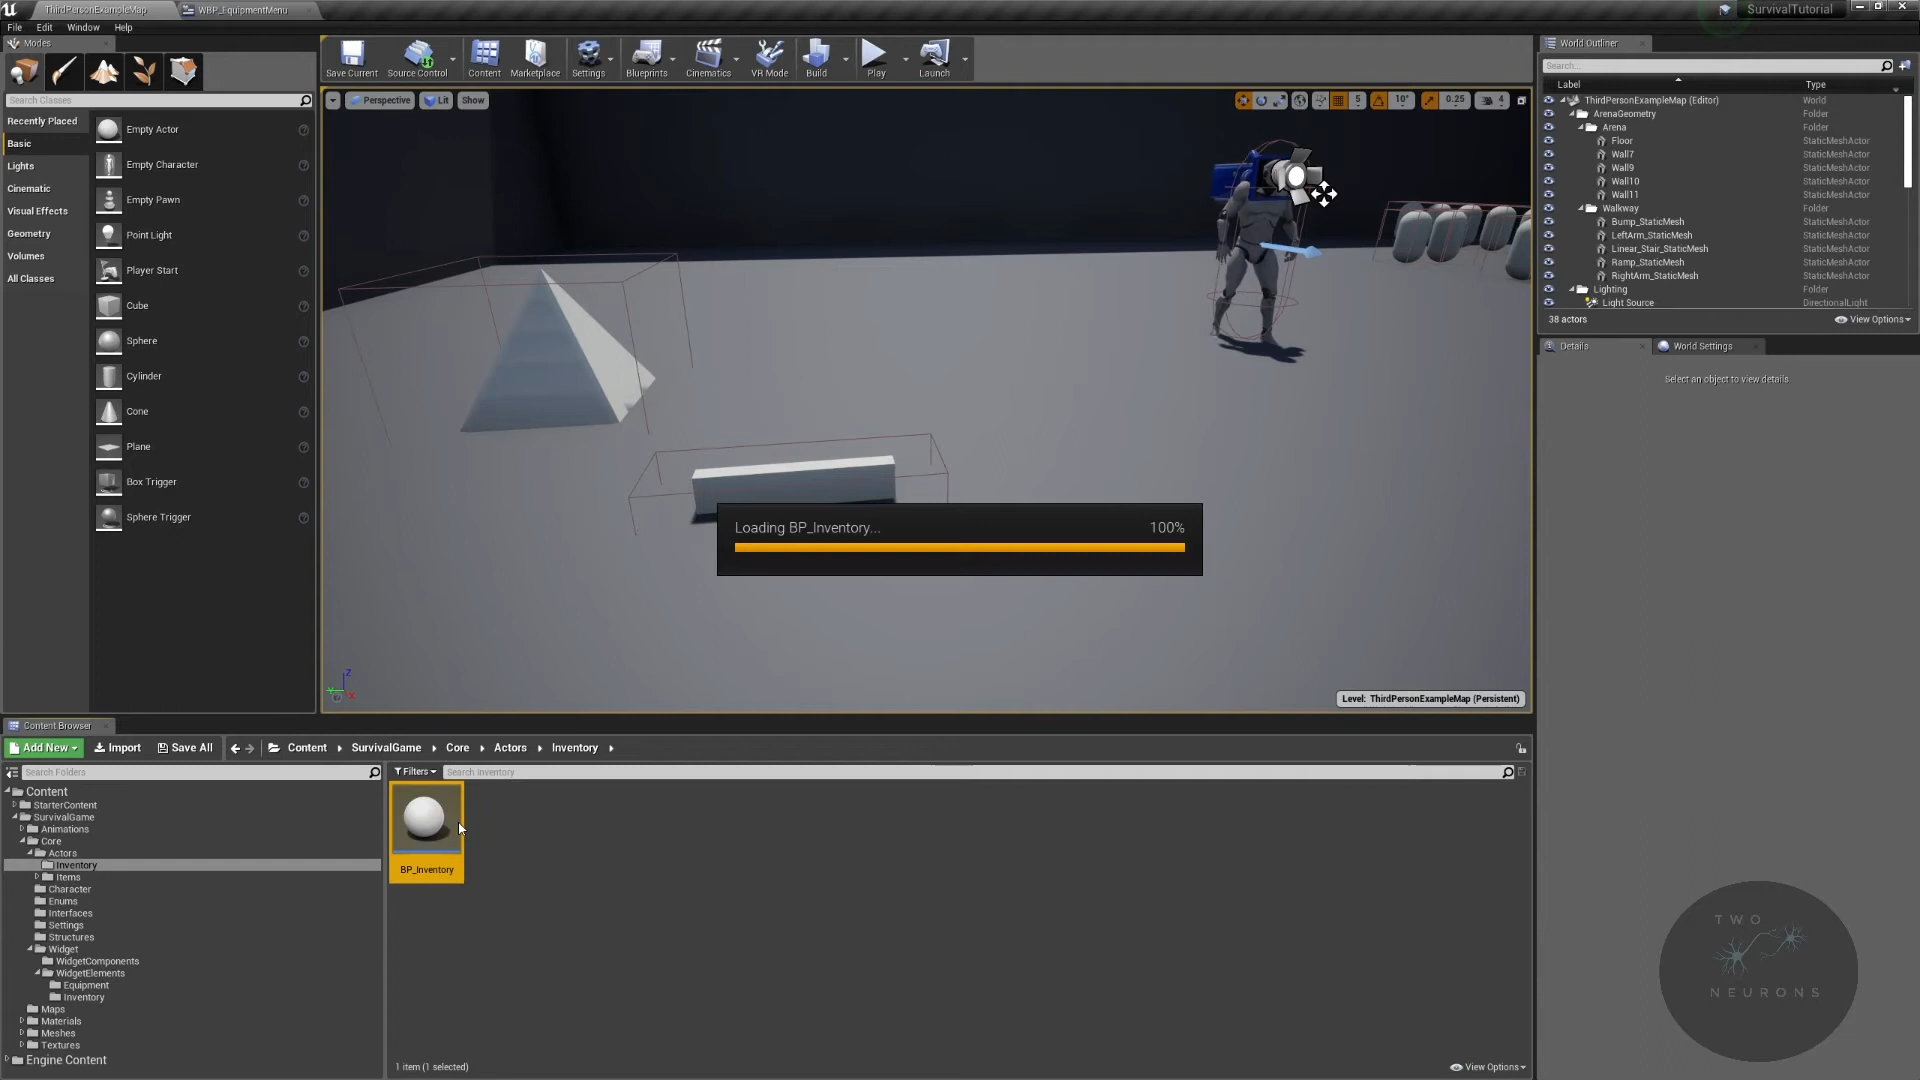 ThirdPersonExampleMap
WBP_EquipmentMenu
SurvivalTutorial
File Edit Window Help
Modes
Search Classes
Recently Placed
Basic
Lights
Cinematic
Visual Effects
Geometry
Volumes
All Classes
Empty Actor
Empty Character
Empty Pawn
Point Light
Player Start
Cube
Sphere
Cylinder
Cone
Plane
Box Trigger
Sphere Trigger
Save Current Source Control Content Marketplace Settings Blueprints Cinematics VR Mode Build Play Launch
Perspective Lit Show
5 10° 0.25 4
Loading BP_Inventory... 100%
Level: ThirdPersonExampleMap (Persistent)
World Outliner
Search...
Label Type
ThirdPersonExampleMap (Editor) World
ArenaGeometry Folder
Arena Folder
Floor StaticMeshActor
Wall7 StaticMeshActor
Wall9 StaticMeshActor
Wall10 StaticMeshActor
Wall11 StaticMeshActor
Walkway Folder
Bump_StaticMesh StaticMeshActor
LeftArm_StaticMesh StaticMeshActor
Linear_Stair_StaticMesh StaticMeshActor
Ramp_StaticMesh StaticMeshActor
RightArm_StaticMesh StaticMeshActor
Lighting Folder
Light Source DirectionalLight
38 actors View Options
Details World Settings
Select an object to view details
Content Browser
Add New Import Save All Content SurvivalGame Core Actors Inventory
Search Folders
Filters Search Inventory
Content
StarterContent
SurvivalGame
Animations
Core
Actors
Inventory
Items
Character
Enums
Interfaces
Settings
Structures
Widget
WidgetComponents
WidgetElements
Equipment
Inventory
Maps
Materials
Meshes
Textures
Engine Content
BP_Inventory
1 item (1 selected)
View Options
TWO
NEURONS